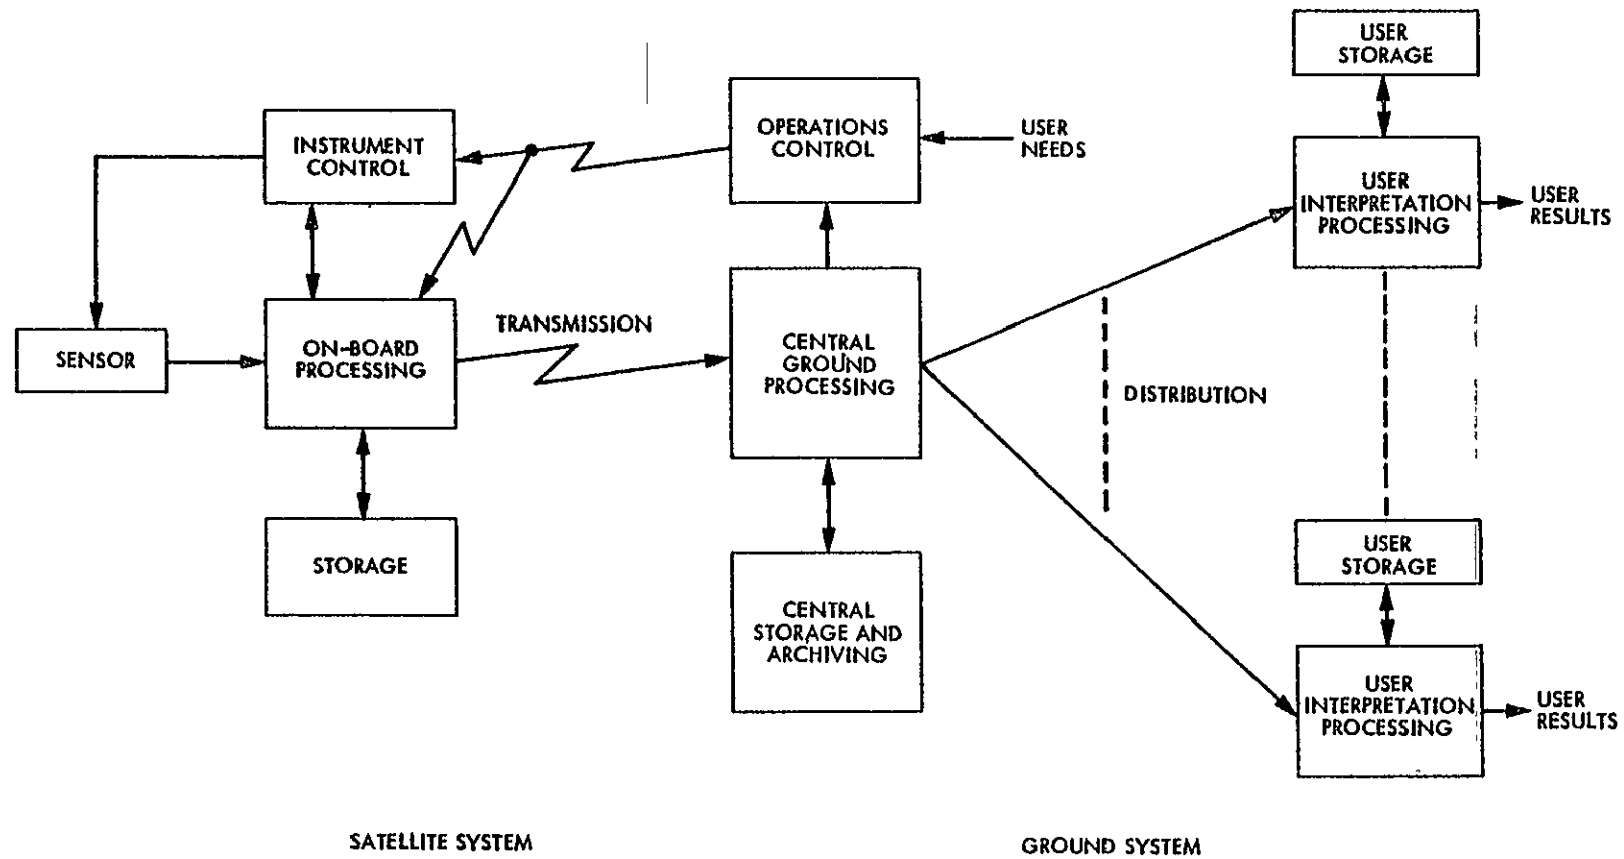 USER
STORAGE
INSTRUMENT
CONTROL
OPERATIONS
CONTROL
USER
NEEDS
USER
INTERPRETATION
PROCESSING
USER
RESULTS
SENSOR
ON-BOARD
PROCESSING
TRANSMISSION
CENTRAL
GROUND
PROCESSING
DISTRIBUTION
STORAGE
CENTRAL
STORAGE AND
ARCHIVING
USER
STORAGE
USER
INTERPRETATION
PROCESSING
USER
RESULTS
SATELLITE SYSTEM
GROUND SYSTEM